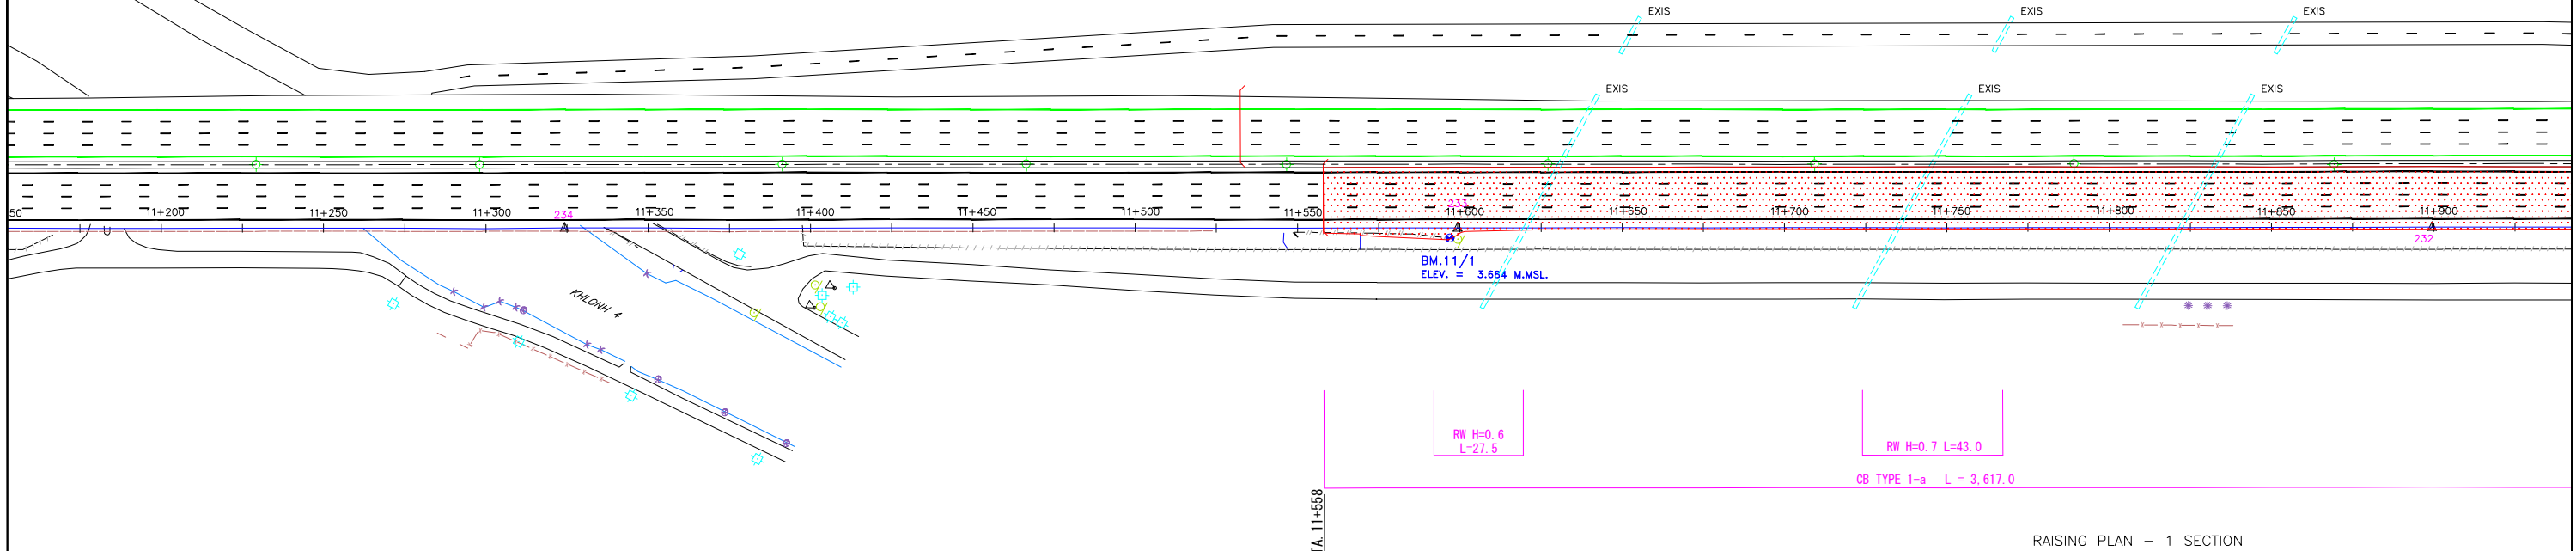 EXIS EXIS EXIS
EXIS EXIS EXIS
50 11+200 11+250 11+300 234 11+350 11+400 11+450 11+500 11+550 233 11+600 11+650 11+700 11+750 11+800 11+850 11+900
232
BM.11/1
ELEV. = 3.684 M.MSL.
KHLONH 4
RW H=0.6
L=27.5
RW H=0.7 L=43.0
CB TYPE 1-a L = 3,617.0
TA. 11+558
RAISING PLAN - 1 SECTION